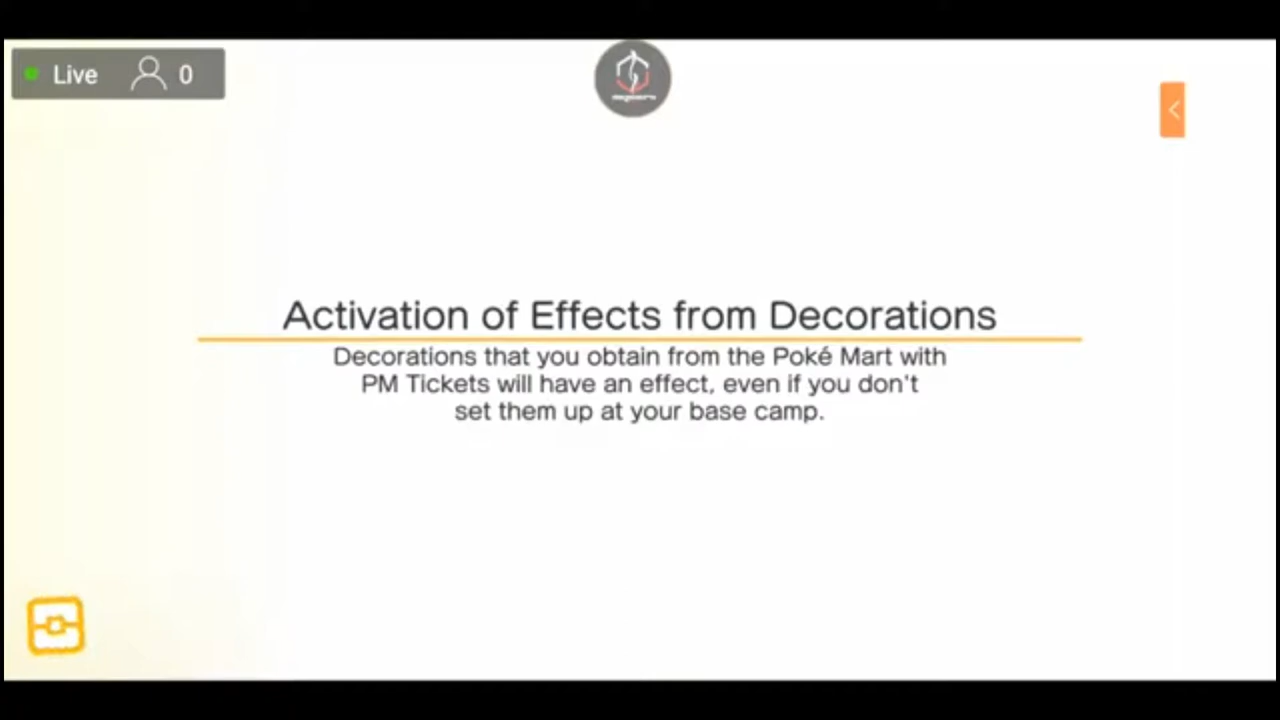 Live 0
Activation of Effects from Decorations
Decorations that you obtain from the Poké Mart with
PM Tickets will have an effect, even if you don't
set them up at your base camp.